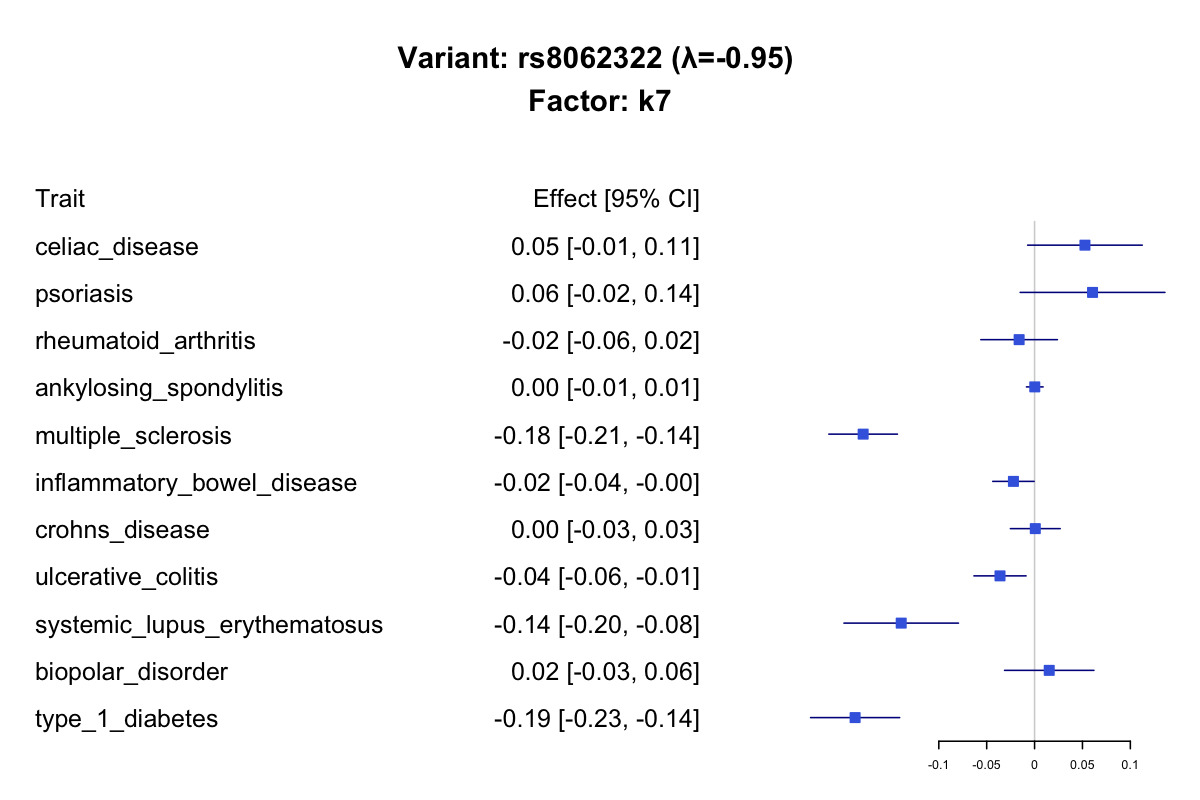 Variant: rs8062322 (λ=-0.95)
Factor: k7
Trait Effect [95% CI]
celiac_disease 0.05 [-0.01, 0.11]
psoriasis 0.06 [-0.02, 0.14]
rheumatoid_arthritis -0.02 [-0.06, 0.02]
ankylosing_spondylitis 0.00 [-0.01, 0.01]
multiple_sclerosis -0.18 [-0.21, -0.14]
inflammatory_bowel_disease -0.02 [-0.04, -0.00]
crohns_disease 0.00 [-0.03, 0.03]
ulcerative_colitis -0.04 [-0.06, -0.01]
systemic_lupus_erythematosus -0.14 [-0.20, -0.08]
biopolar_disorder 0.02 [-0.03, 0.06]
type_1_diabetes -0.19 [-0.23, -0.14]
-0.1 -0.05 0 0.05 0.1